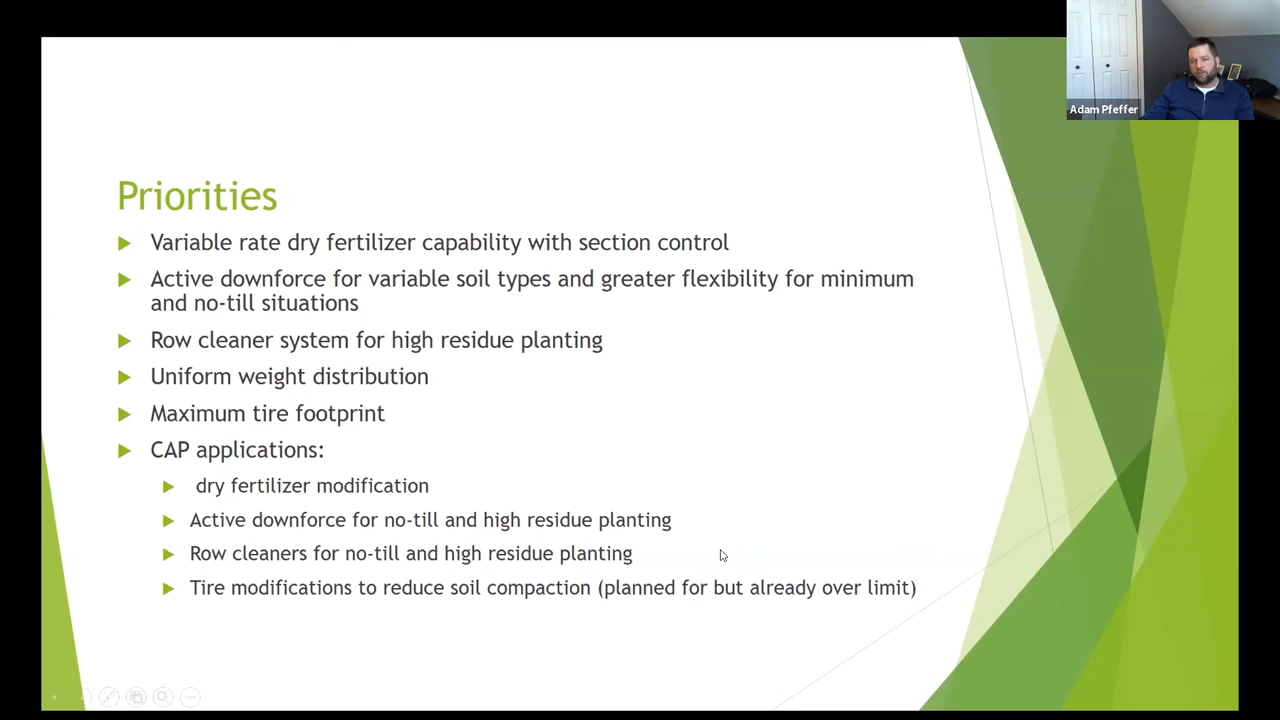 Adam Pfeffer
Priorities
Variable rate dry fertilizer capability with section control
Active downforce for variable soil types and greater flexibility for minimum
and no-till situations
Row cleaner system for high residue planting
Uniform weight distribution
Maximum tire footprint
CAP applications:
dry fertilizer modification
Active downforce for no-till and high residue planting
Row cleaners for no-till and high residue planting
Tire modifications to reduce soil compaction (planned for but already over limit)